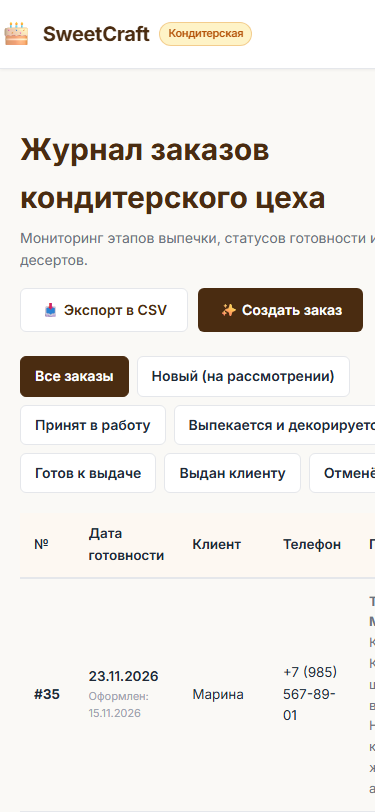 SweetCraft Кондитерская
Журнал заказов
кондитерского цеха
Мониторинг этапов выпечки, статусов готовности и
десертов.
Экспорт в CSV
Создать заказ
Все заказы
Новый (на рассмотрении)
Принят в работу
Выпекается и
Готов к выдаче
Выдан клиенту
№
Дата
готовности
Клиент
Телефон
#35
23.11.2026
Оформлен:
15.11.2026
Марина
+7 (985)
567-89-
01